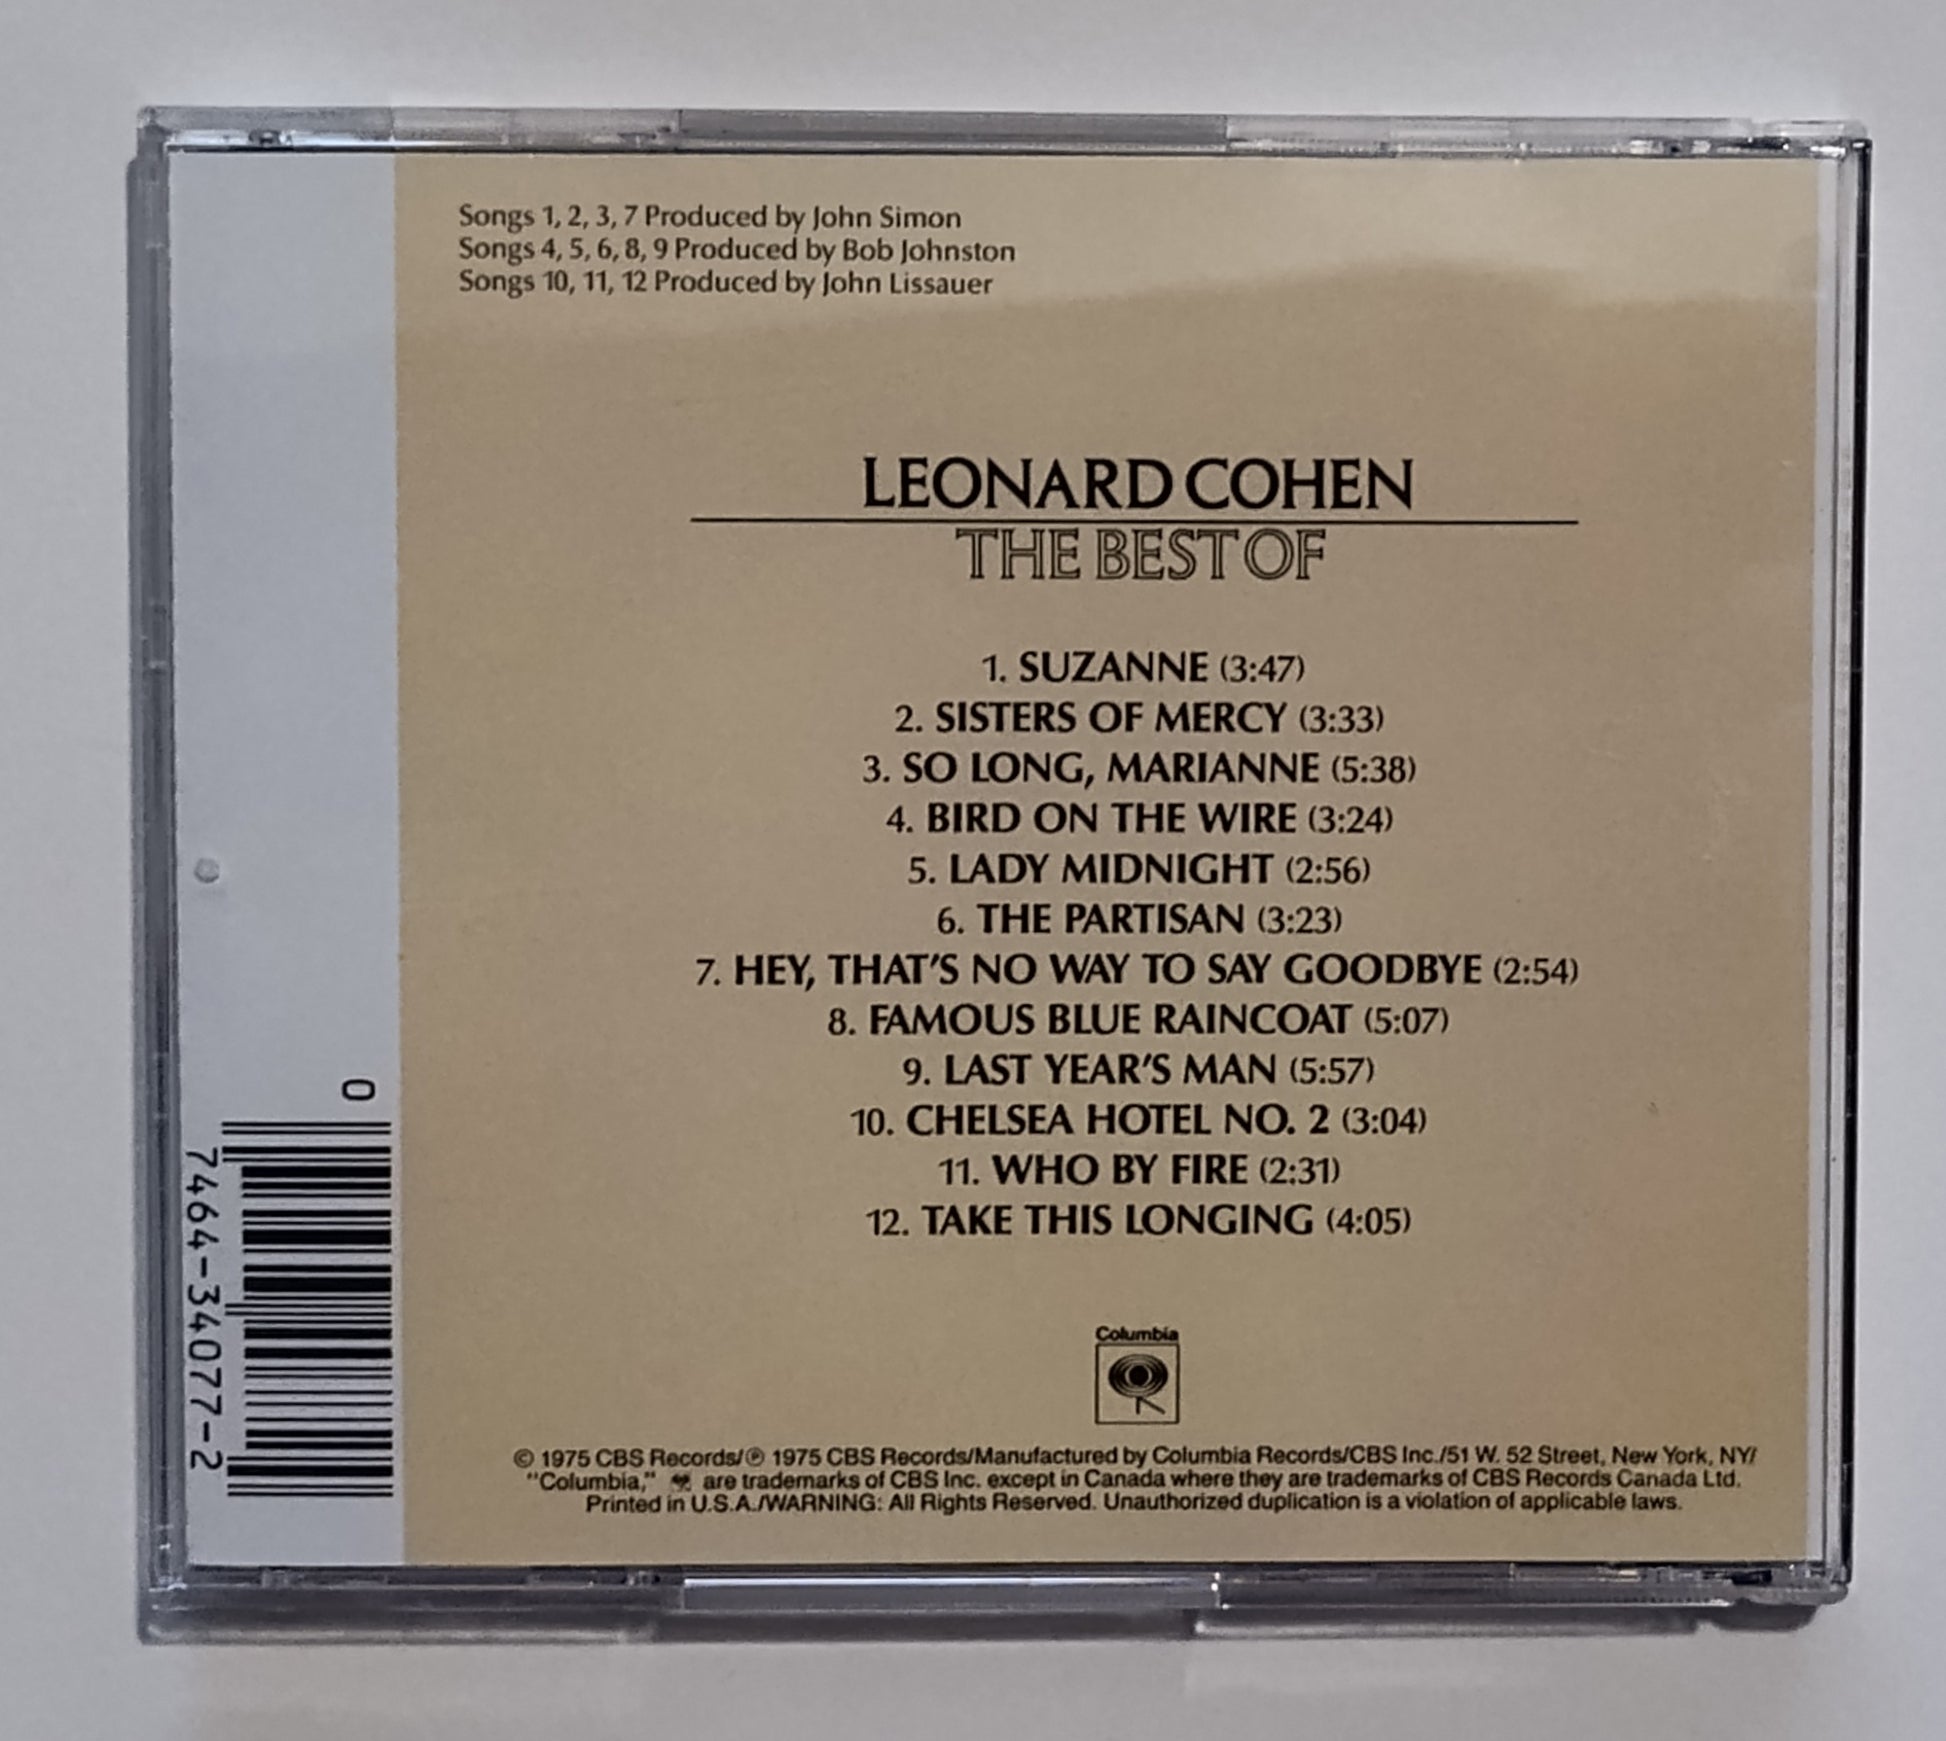 Songs 1, 2, 3, 7 Produced by John Simon
Songs 4, 5, 6, 8, 9 Produced by Bob Johnston
Songs 10, 11, 12 Produced by John Lissauer
LEONARD COHEN
THE BEST OF
1. SUZANNE (3:47)
2. SISTERS OF MERCY (3:33)
3. SO LONG, MARIANNE (5:38)
4. BIRD ON THE WIRE (3:24)
5. LADY MIDNIGHT (2:56)
6. THE PARTISAN (3:23)
7. HEY, THAT'S NO WAY TO SAY GOODBYE (2:54)
8. FAMOUS BLUE RAINCOAT (5:07)
9. LAST YEAR'S MAN (5:57)
10. CHELSEA HOTEL NO. 2 (3:04)
11. WHO BY FIRE (2:31)
12. TAKE THIS LONGING (4:05)
Columbia
© 1975 CBS Records/℗ 1975 CBS Records/Manufactured by Columbia Records/CBS Inc./51 W. 52 Street, New York, NY/
"Columbia," are trademarks of CBS Inc. except in Canada where they are trademarks of CBS Records Canada Ltd.
Printed in U.S.A./WARNING: All Rights Reserved. Unauthorized duplication is a violation of applicable laws.
0
7464-34077-2